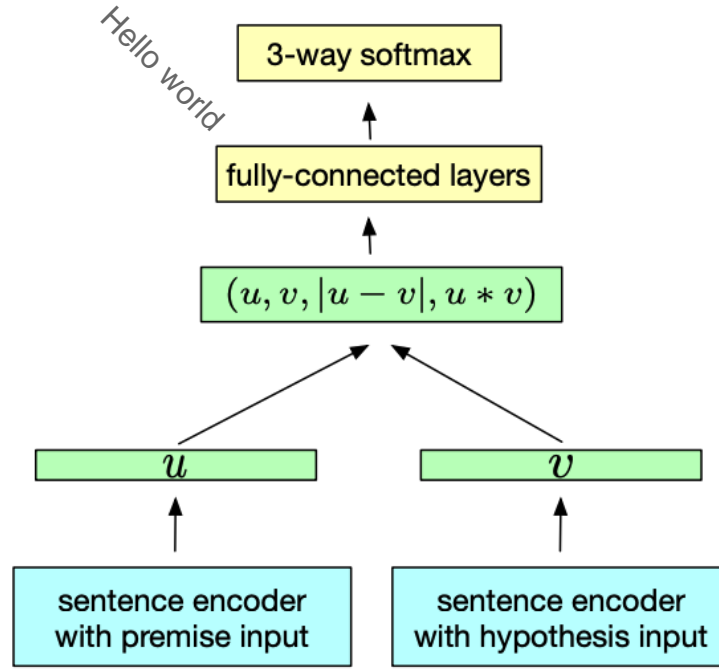 Hello world
3-way softmax
fully-connected layers
(u, v, |u − v|, u ∗ v)
u
v
sentence encoder
with premise input
sentence encoder
with hypothesis input